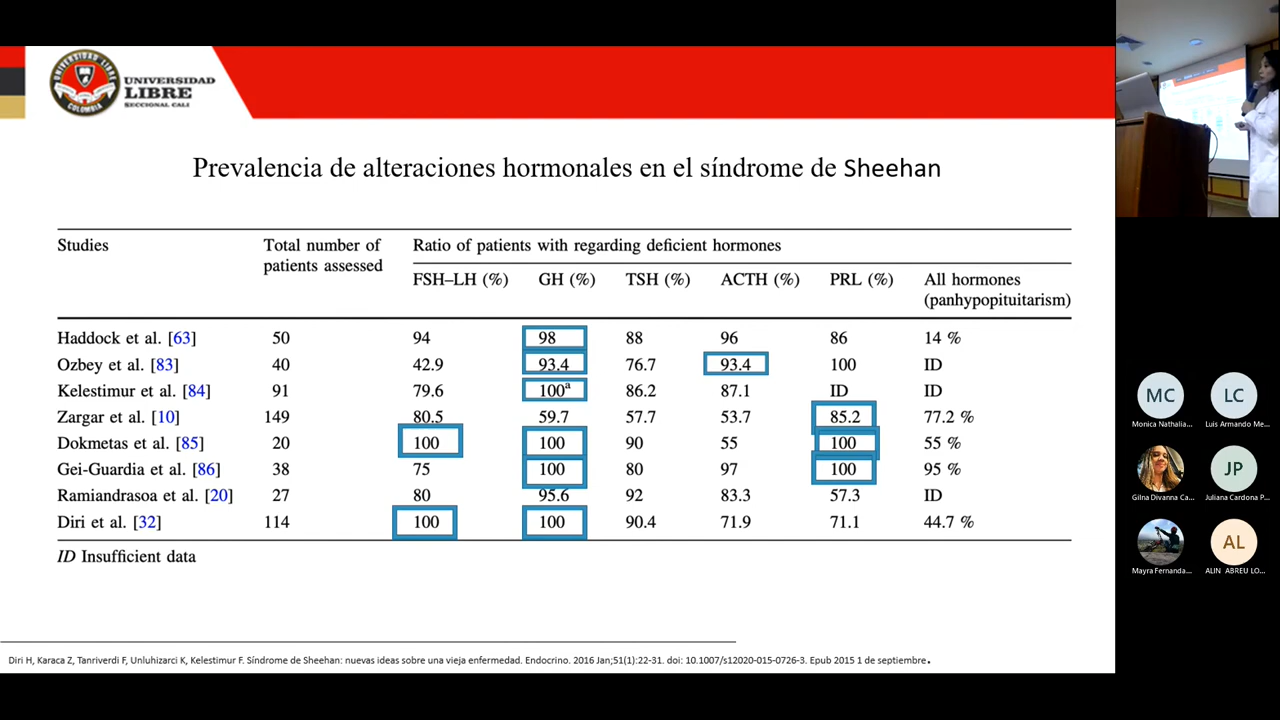 UNIVERSIDAD LIBRE COLOMBIA
UNIVERSIDAD
LIBRE
SECCIONAL CALI
Prevalencia de alteraciones hormonales en el síndrome de Sheehan
Studies Total number of patients assessed Ratio of patients with regarding deficient hormones
FSH–LH (%) GH (%) TSH (%) ACTH (%) PRL (%) All hormones (panhypopituitarism)
Haddock et al. [63] 50 94 98 88 96 86 14 %
Ozbey et al. [83] 40 42.9 93.4 76.7 93.4 100 ID
Kelestimur et al. [84] 91 79.6 100a 86.2 87.1 ID ID
Zargar et al. [10] 149 80.5 59.7 57.7 53.7 85.2 77.2 %
Dokmetas et al. [85] 20 100 100 90 55 100 55 %
Gei-Guardia et al. [86] 38 75 100 80 97 100 95 %
Ramiandrasoa et al. [20] 27 80 95.6 92 83.3 57.3 ID
Diri et al. [32] 114 100 100 90.4 71.9 71.1 44.7 %
ID Insufficient data
Diri H, Karaca Z, Tanriverdi F, Unluhizarci K, Kelestimur F. Síndrome de Sheehan: nuevas ideas sobre una vieja enfermedad. Endocrino. 2016 Jan;51(1):22-31. doi: 10.1007/s12020-015-0726-3. Epub 2015 1 de septiembre.
MC LC
Monica Nathalia... Luis Armando Me...
JP
Gilna Divanna Ca... Juliana Cardona P...
AL
Mayra Fernanda... ALIN ABREU LO...